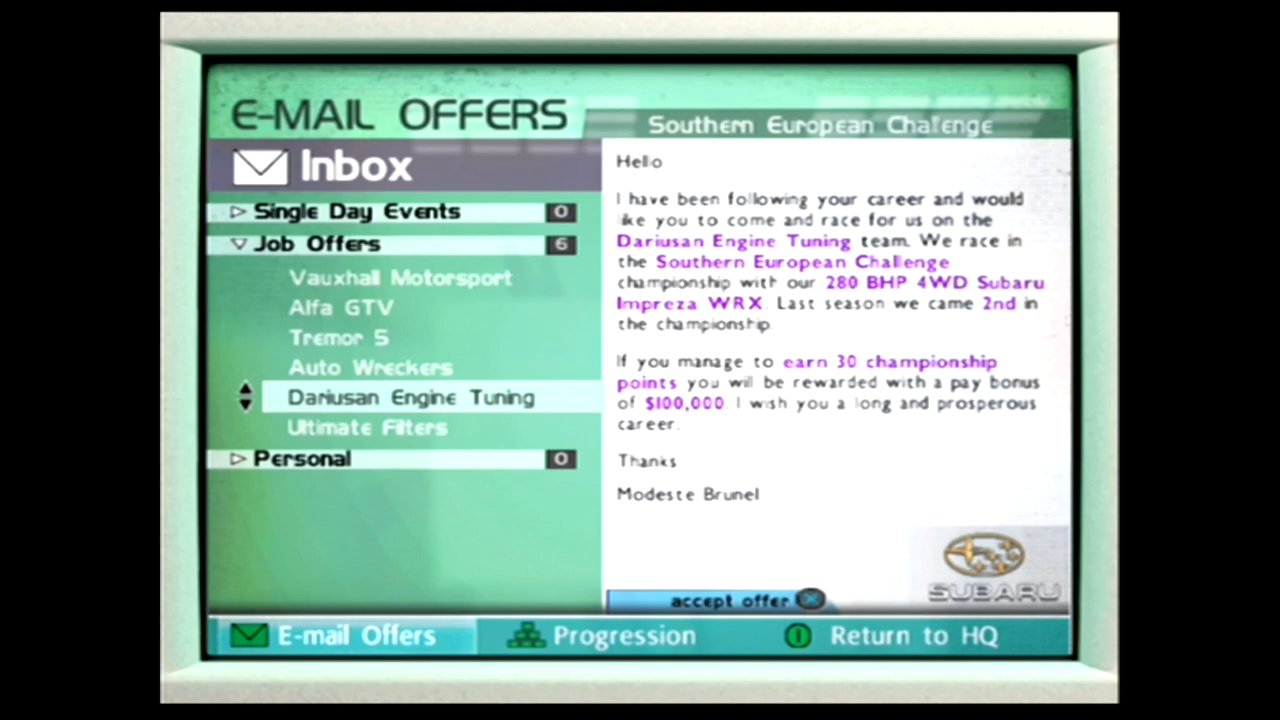 E-MAIL OFFERS
Southern European Challenge
Inbox
Single Day Events 0
Job Offers 6
Vauxhall Motorsport
Alfa GTV
Tremor 5
Auto Wreckers
Dariusan Engine Tuning
Ultimate Filters
Personal 0
Hello
I have been following your career and would
like you to come and race for us on the
Dariusan Engine Tuning team. We race in
the Southern European Challenge
championship with our 280 BHP 4WD Subaru
Impreza WRX. Last season we came 2nd in
the championship.
If you manage to earn 30 championship
points you will be rewarded with a pay bonus
of $100,000. I wish you a long and prosperous
career.
Thanks
Modeste Brunel
SUBARU
accept offer
E-mail Offers
Progression
Return to HQ